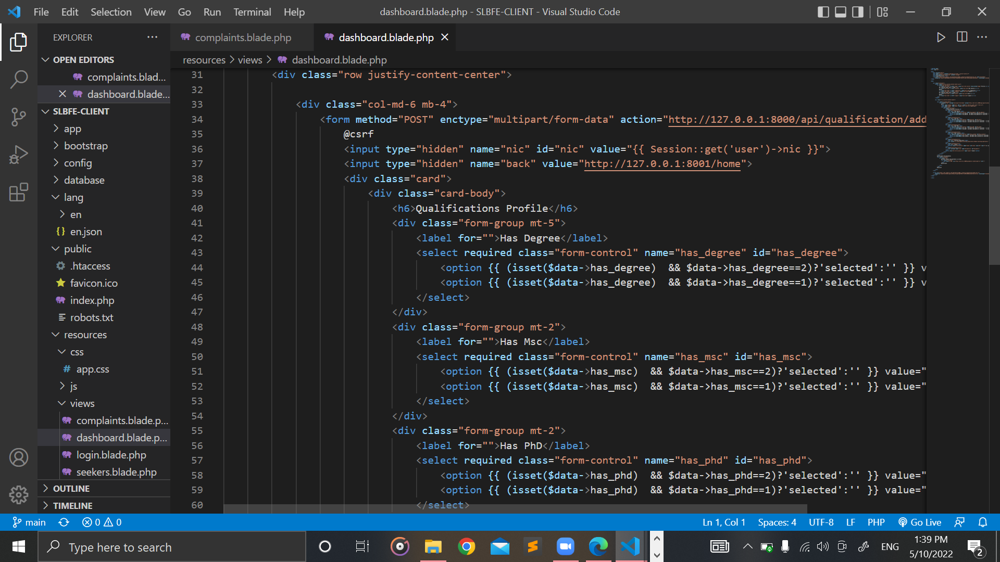 File Edit Selection View Go Run Terminal Help
dashboard.blade.php - SLBFE-CLIENT - Visual Studio Code
EXPLORER
OPEN EDITORS
complaints.blad...
dashboard.blade...
SLBFE-CLIENT
app
bootstrap
config
database
lang
en
en.json
public
.htaccess
favicon.ico
index.php
robots.txt
resources
css
app.css
js
views
complaints.blade.p...
dashboard.blade.p...
login.blade.php
seekers.blade.php
OUTLINE
TIMELINE
complaints.blade.php
dashboard.blade.php
resources > views > dashboard.blade.php
31 <div class="row justify-content-center">
32
33 <div class="col-md-6 mb-4">
34 <form method="POST" enctype="multipart/form-data" action="http://127.0.0.1:8000/api/qualification/add
35 @csrf
36 <input type="hidden" name="nic" id="nic" value="{{ Session::get('user')->nic }}">
37 <input type="hidden" name="back" value="http://127.0.0.1:8001/home">
38 <div class="card">
39 <div class="card-body">
40 <h6>Qualifications Profile</h6>
41 <div class="form-group mt-5">
42 <label for="">Has Degree</label>
43 <select required class="form-control" name="has_degree" id="has_degree">
44 <option {{ (isset($data->has_degree)  && $data->has_degree==2)?'selected':'' }} v
45 <option {{ (isset($data->has_degree)  && $data->has_degree==1)?'selected':'' }} v
46 </select>
47 </div>
48 <div class="form-group mt-2">
49 <label for="">Has Msc</label>
50 <select required class="form-control" name="has_msc" id="has_msc">
51 <option {{ (isset($data->has_msc)  && $data->has_msc==2)?'selected':'' }} value="
52 <option {{ (isset($data->has_msc)  && $data->has_msc==1)?'selected':'' }} value="
53 </select>
54 </div>
55 <div class="form-group mt-2">
56 <label for="">Has PhD</label>
57 <select required class="form-control" name="has_phd" id="has_phd">
58 <option {{ (isset($data->has_phd)  && $data->has_phd==2)?'selected':'' }} value="
59 <option {{ (isset($data->has_phd)  && $data->has_phd==1)?'selected':'' }} value="
60 </select>
main 0 0
Ln 1, Col 1 Spaces: 4 UTF-8 LF PHP Go Live
Type here to search
ENG
1:39 PM
5/10/2022
2